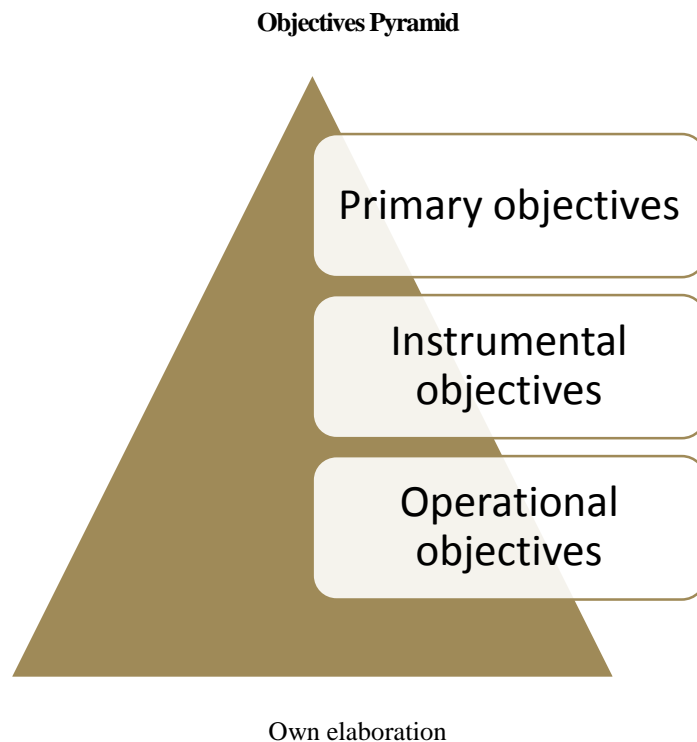 Objectives Pyramid
Primary objectives
Instrumental
objectives
Operational
objectives
Own elaboration